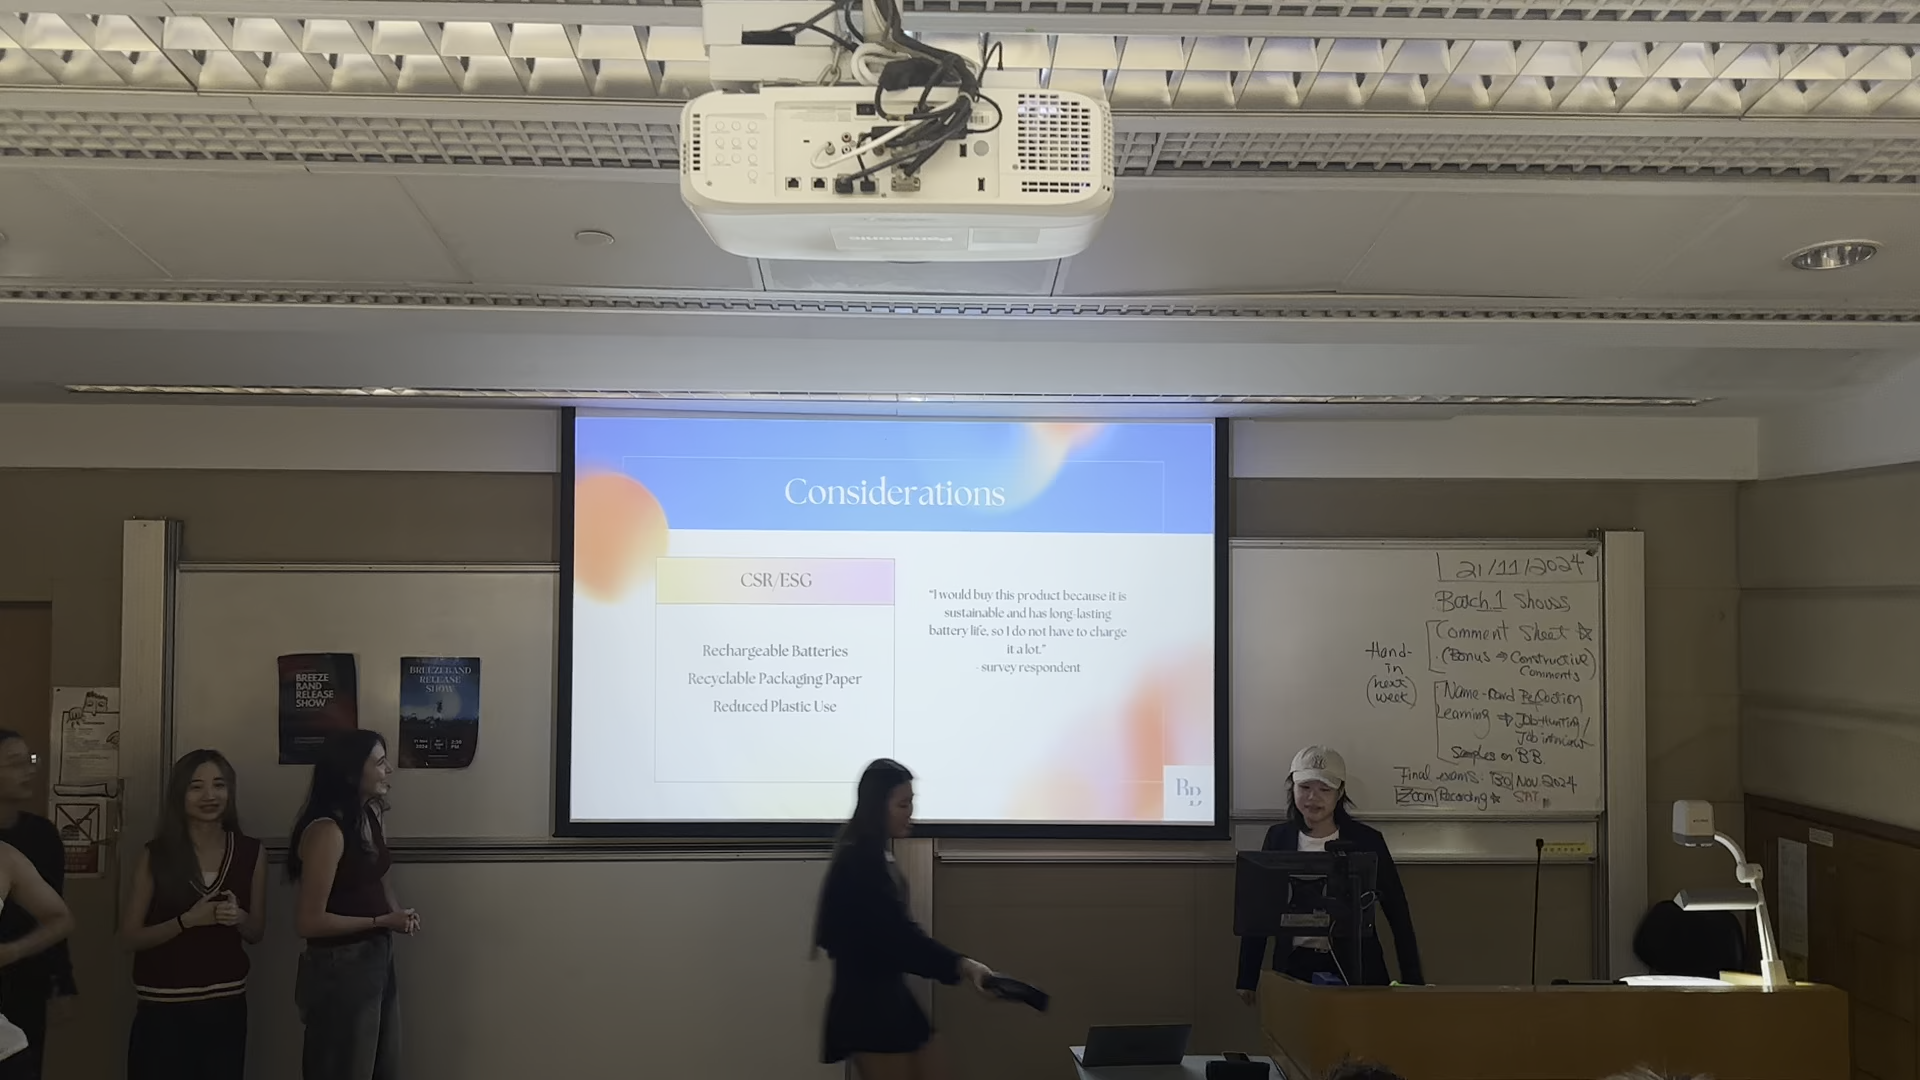 Panasonic
Considerations
CSR/ESG
Rechargeable Batteries
Recyclable Packaging Paper
Reduced Plastic Use
"I would buy this product because it is
sustainable and has long-lasting
battery life, so I do not have to charge
it a lot."
- survey respondent
BREEZE
BAND
RELEASE
SHOW
BREEZE BAND
RELEASE
SHOW
21/11/2024
Batch 1 Shows
Comment Sheet
(Bonus ⇒ Constructive)
Comments
Hand-
in
(next
week)
Learning ⇒ Job Hunting/
Job interview
Samples on BB.
Final exams: 30/Nov 2024
Zoom Recording SAT.